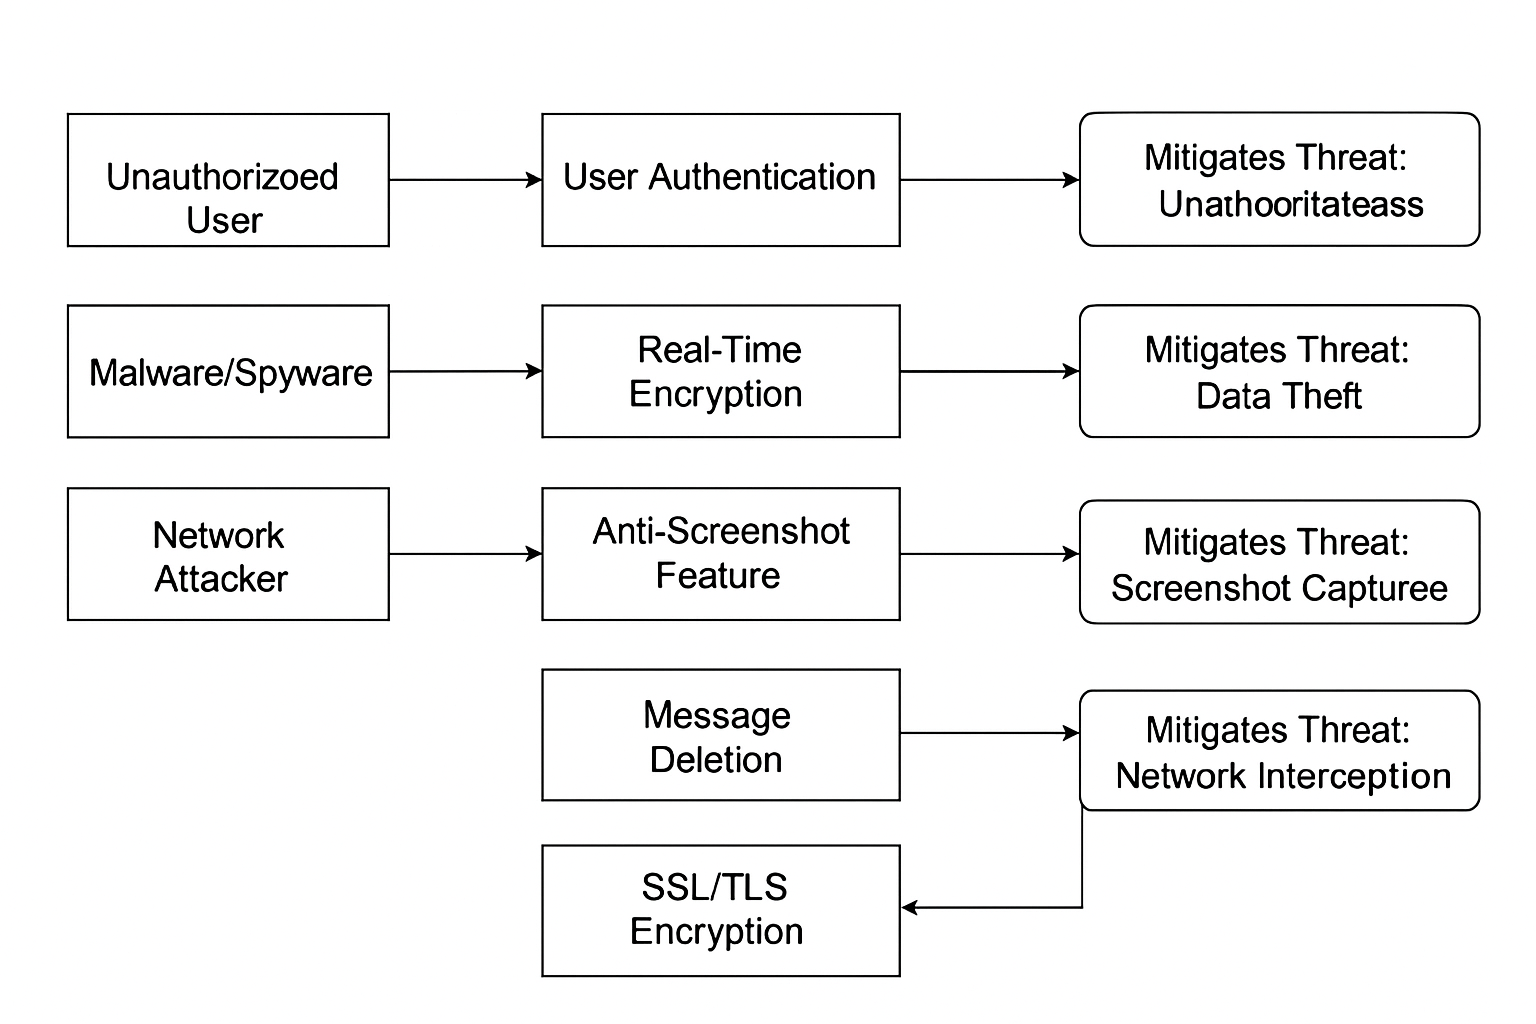 Unauthorizoed
User
User Authentication
Mitigates Threat:
Unathooritateass
Malware/Spyware
Real-Time
Encryption
Mitigates Threat:
Data Theft
Network
Attacker
Anti-Screenshot
Feature
Mitigates Threat:
Screenshot Capturee
Message
Deletion
Mitigates Threat:
Network Interception
SSL/TLS
Encryption